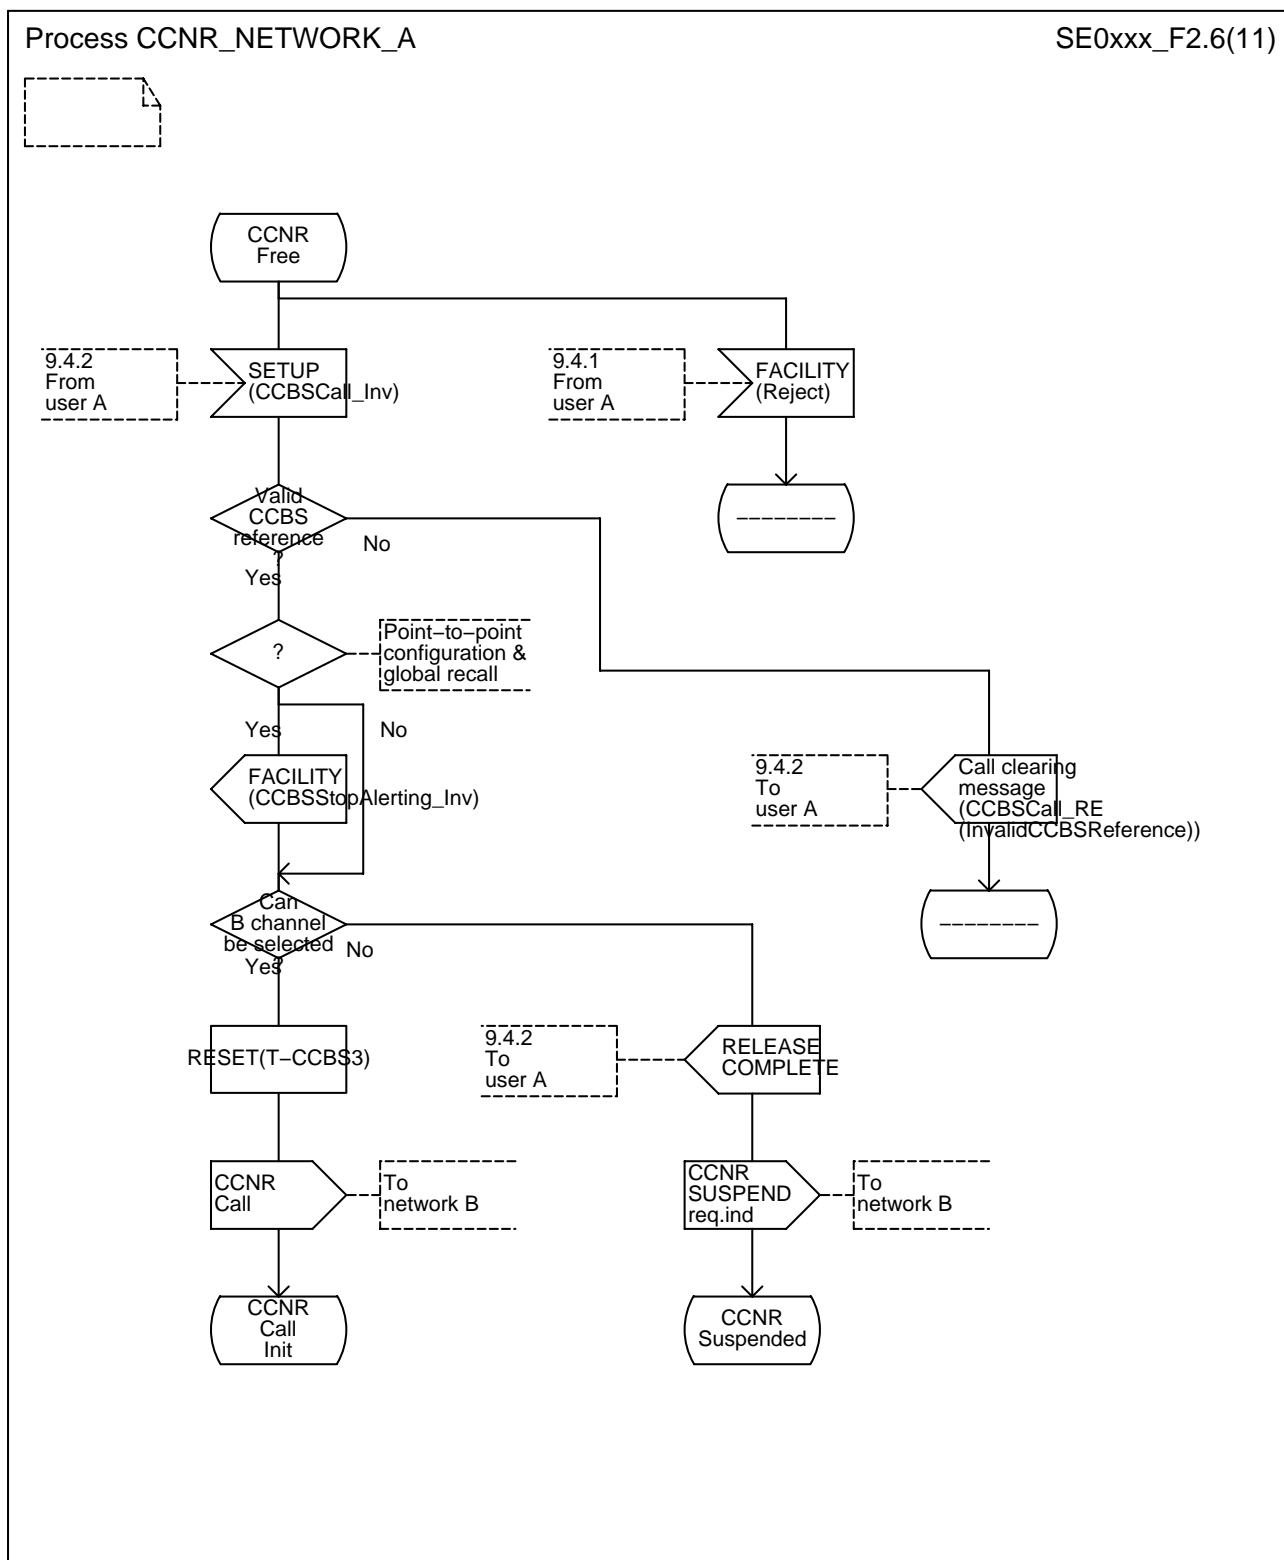 Process CCNR_NETWORK_A
SE0xxx_F2.6(11)
CCNR
Free
9.4.2
From
user A
SETUP
(CCBSCall_Inv)
9.4.1
From
user A
FACILITY
(Reject)
Valid
CCBS
reference
?
No
Yes
--------
?
Point-to-point
configuration &
global recall
Yes
No
FACILITY
(CCBSStopAlerting_Inv)
9.4.2
To
user A
Call clearing
message
(CCBSCall_RE
(InvalidCCBSReference))
Can
B channel
be selected
?
No
Yes
--------
RESET(T-CCBS3)
9.4.2
To
user A
RELEASE
COMPLETE
CCNR
Call
To
network B
CCNR
SUSPEND
req.ind
To
network B
CCNR
Call
Init
CCNR
Suspended